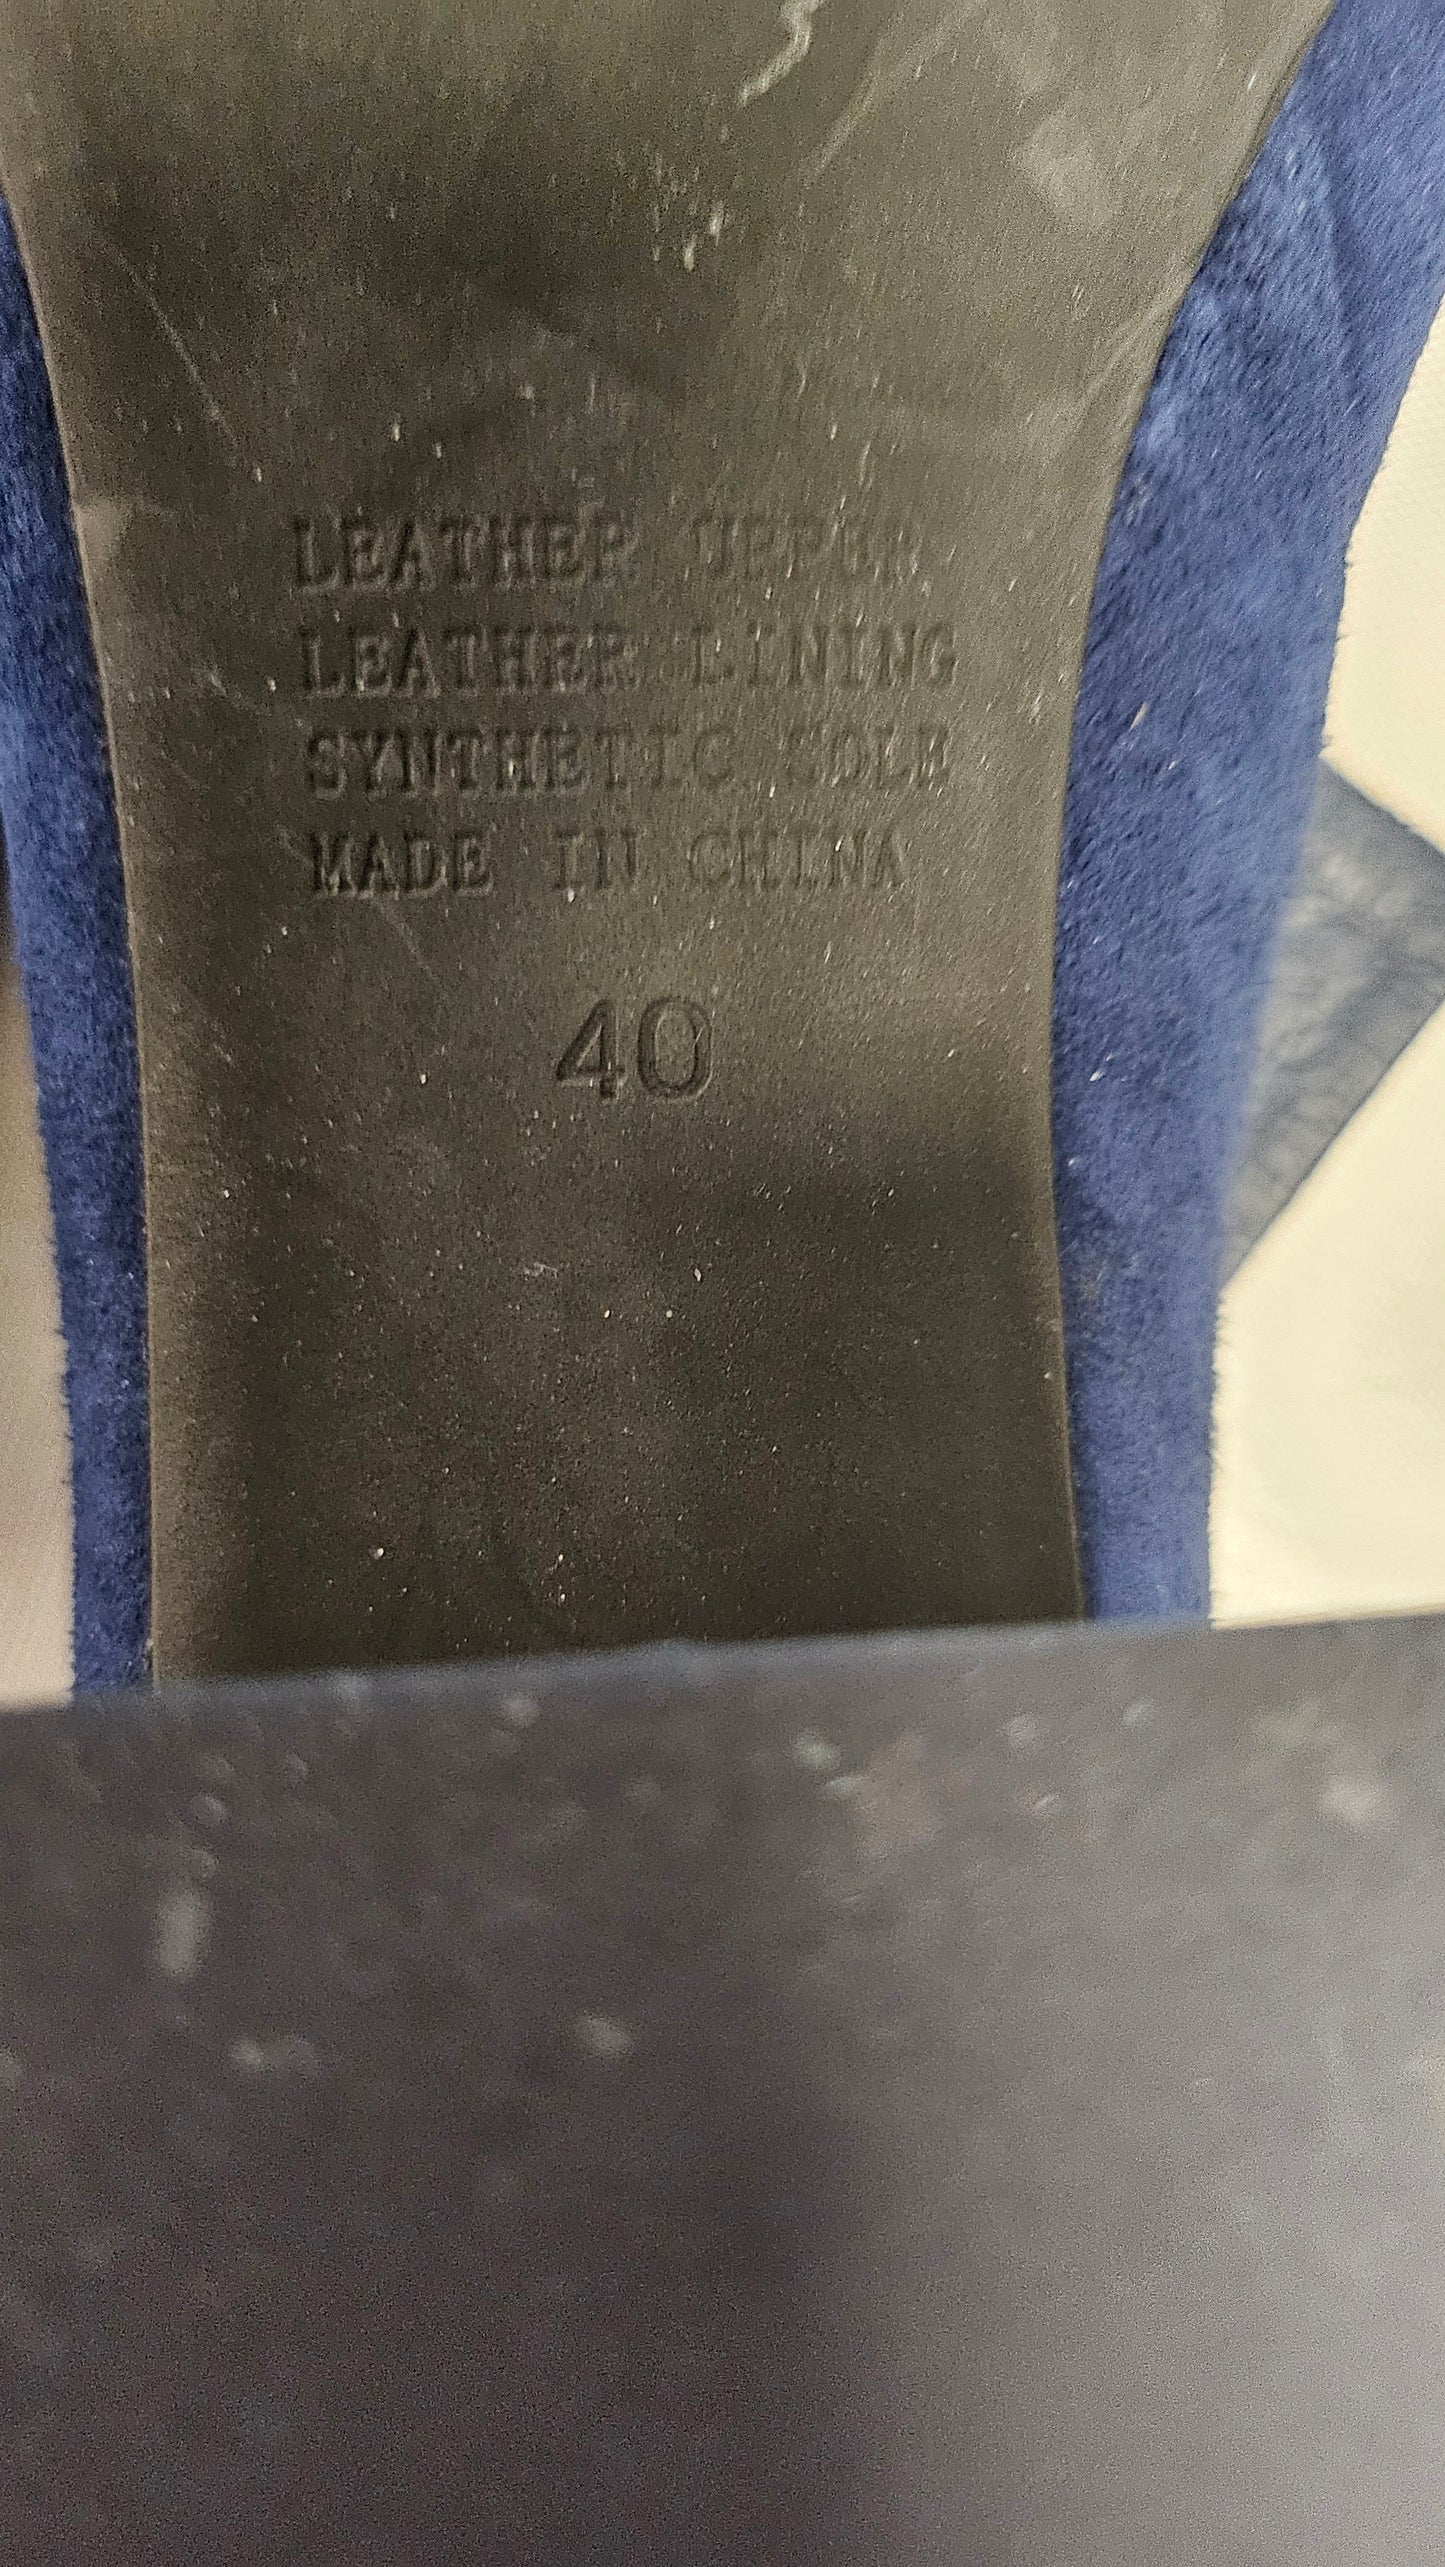 LEATHER UPPER
LEATHER LINING
SYNTHETIC SOLE
MADE IN CHINA
40